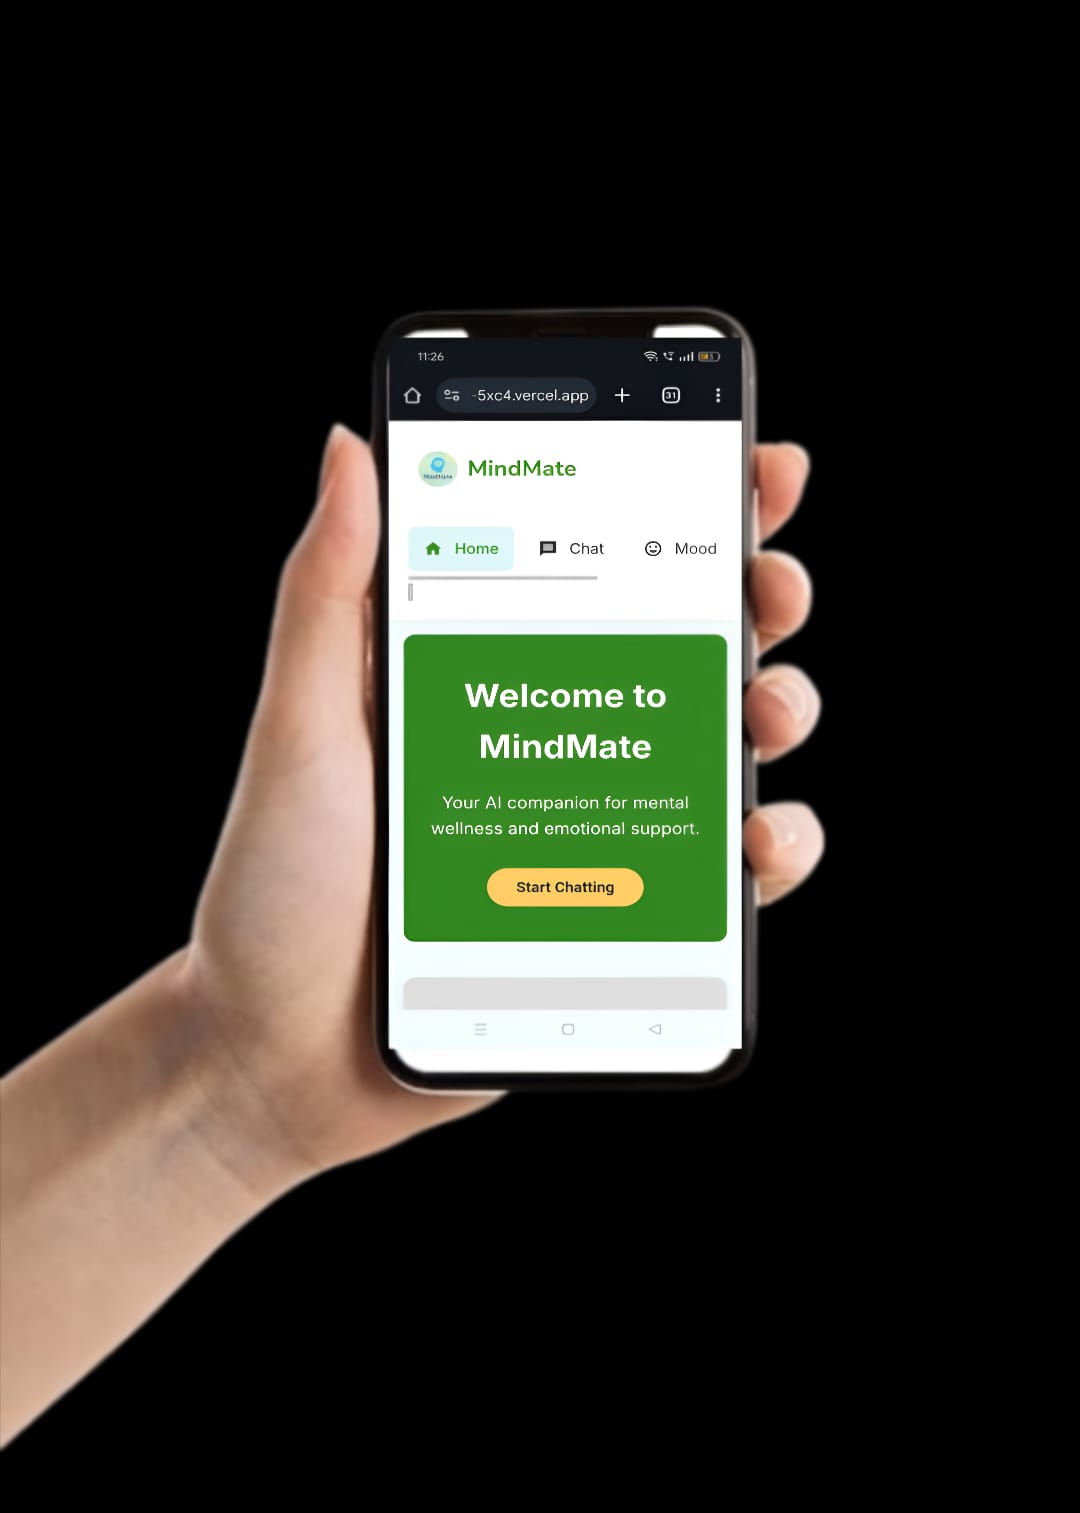 11:26
-5xc4.vercel.app
31
MindMate
Home
Chat
Mood
Welcome to
MindMate
Your AI companion for mental
wellness and emotional support.
Start Chatting